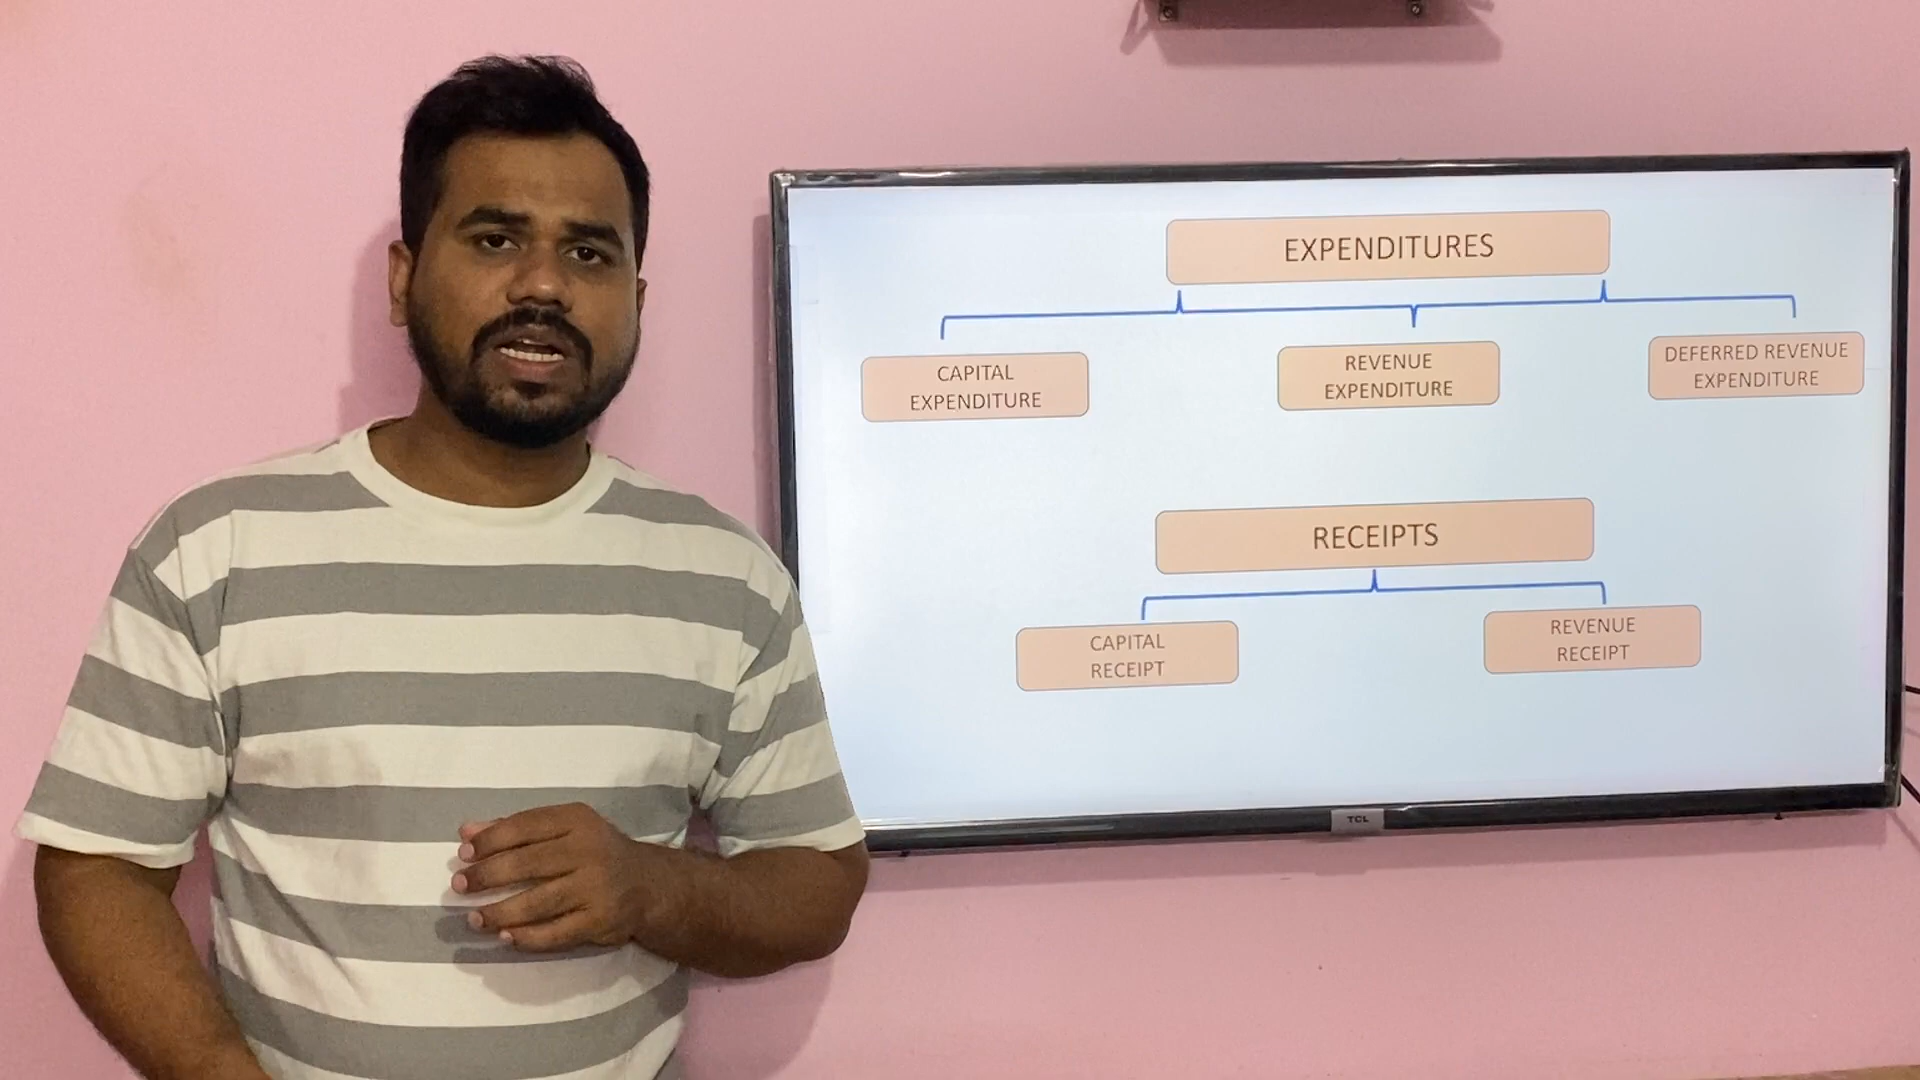 EXPENDITURES
CAPITAL
EXPENDITURE
REVENUE
EXPENDITURE
DEFERRED REVENUE
EXPENDITURE
RECEIPTS
CAPITAL
RECEIPT
REVENUE
RECEIPT
TCL